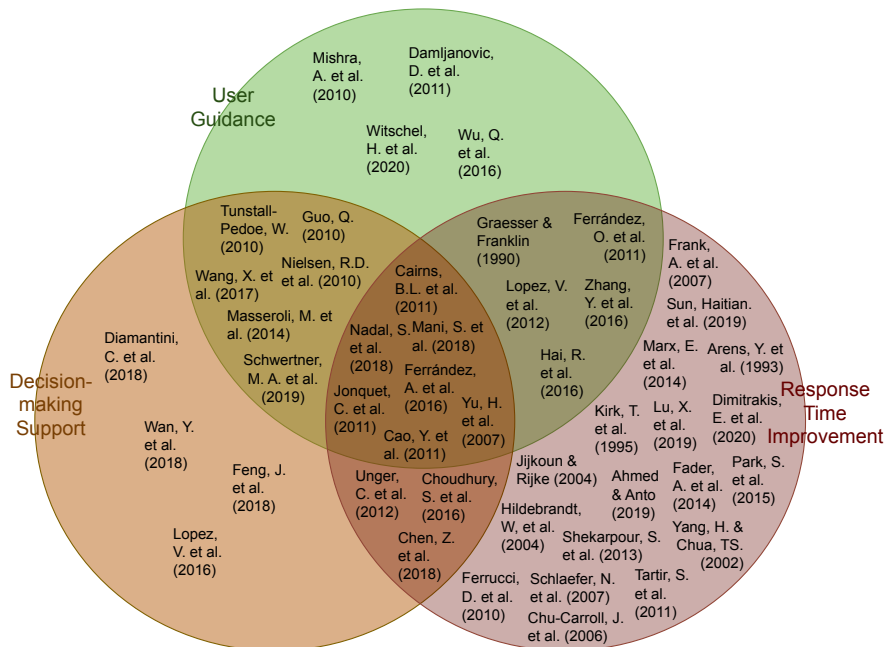 Mishra,
A. et al.
(2010)
Damljanovic,
D. et al.
(2011)
User
Guidance
Witschel,
H. et al.
(2020)
Wu, Q.
et al.
(2016)
Tunstall-
Pedoe, W.
(2010)
Guo, Q.
(2010)
Nielsen, R.D.
et al. (2010)
Wang, X. et
al. (2017)
Masseroli, M. et
al. (2014)
Schwertner,
M. A. et al.
(2019)
Graesser &
Franklin
(1990)
Ferrández,
O. et al.
(2011)
Lopez, V.
et al.
(2012)
Zhang,
Y. et al.
(2016)
Hai, R.
et al.
(2016)
Cairns,
B.L. et al.
(2011)
Nadal, S.
et al.
(2018)
Mani, S. et
al. (2018)
Ferrández,
A. et al.
(2016)
Jonquet,
C. et al.
(2011)
Yu, H.
et al.
(2007)
Cao, Y. et
al. (2011)
Decision-
making
Support
Diamantini,
C. et al.
(2018)
Wan, Y.
et al.
(2018)
Feng, J.
et al.
(2018)
Lopez,
V. et al.
(2016)
Unger,
C. et al.
(2012)
Choudhury,
S. et al.
(2016)
Chen, Z.
et al.
(2018)
Response
Time
Improvement
Frank,
A. et al.
(2007)
Sun, Haitian.
et al. (2019)
Marx, E.
et al.
(2014)
Arens, Y. et
al. (1993)
Kirk, T.
et al.
(1995)
Lu, X.
et al.
(2019)
Dimitrakis,
E. et al.
(2020)
Jijkoun &
Rijke (2004)
Ahmed
& Anto
(2019)
Fader,
A. et al.
(2014)
Park, S.
et al.
(2015)
Hildebrandt,
W, et al.
(2004)
Shekarpour, S.
et al. (2013)
Yang, H. &
Chua, TS.
(2002)
Ferrucci,
D. et al.
(2010)
Schlaefer, N.
et al. (2007)
Tartir, S.
et al.
(2011)
Chu-Carroll, J.
et al. (2006)